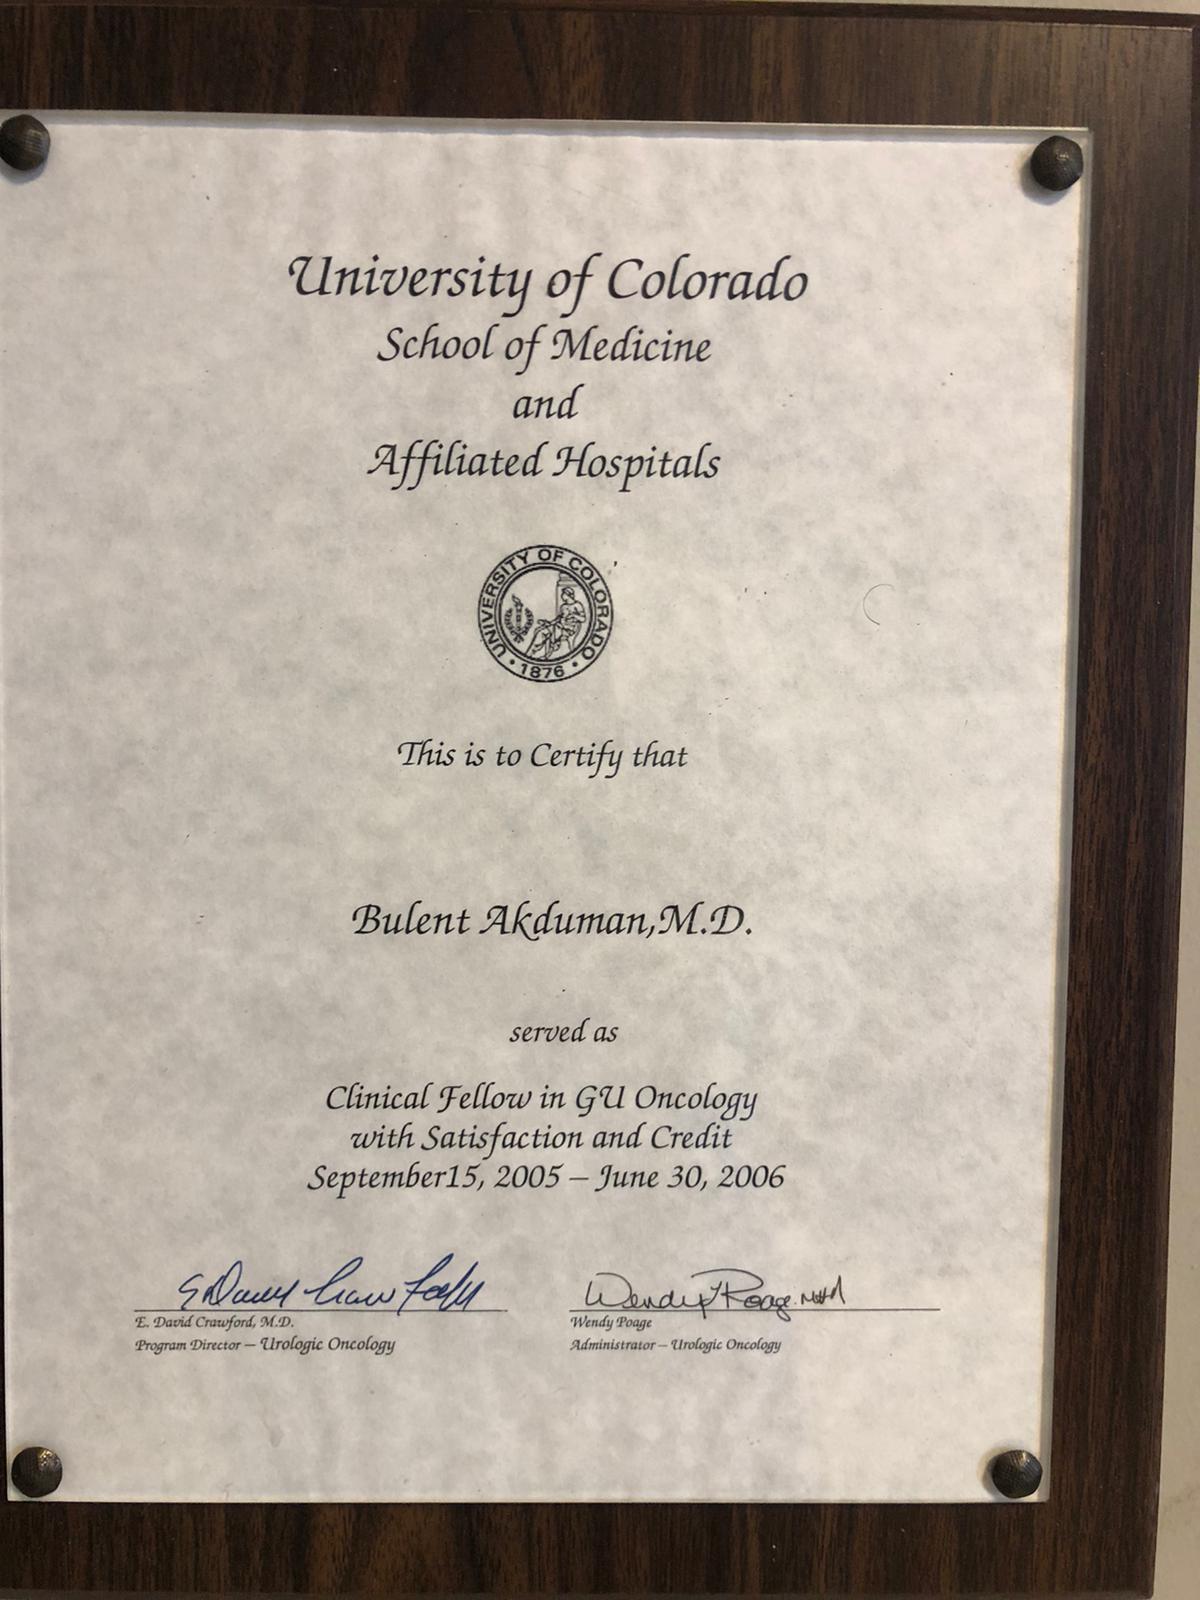 University of Colorado
School of Medicine
and
Affiliated Hospitals
UNIVERSITY OF COLORADO
· 1876 ·
This is to Certify that
Bulent Akduman,M.D.
served as
Clinical Fellow in GU Oncology
with Satisfaction and Credit
September15, 2005 – June 30, 2006
E. David Crawford, M.D.
Program Director – Urologic Oncology
Wendy Poage
Wendy Poage
Administrator – Urologic Oncology